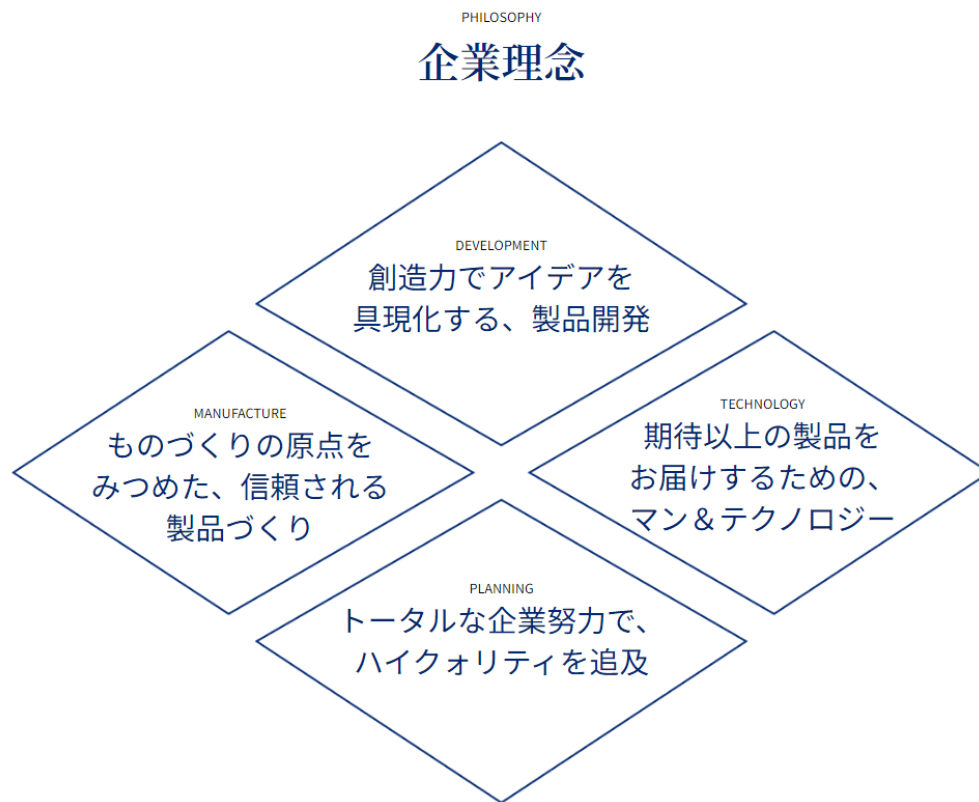 PHILOSOPHY
企業理念
DEVELOPMENT
創造力でアイデアを
具現化する、製品開発
MANUFACTURE
ものづくりの原点を
みつめた、信頼される
製品づくり
TECHNOLOGY
期待以上の製品を
お届けするための、
マン＆テクノロジー
PLANNING
トータルな企業努力で、
ハイクォリティを追及